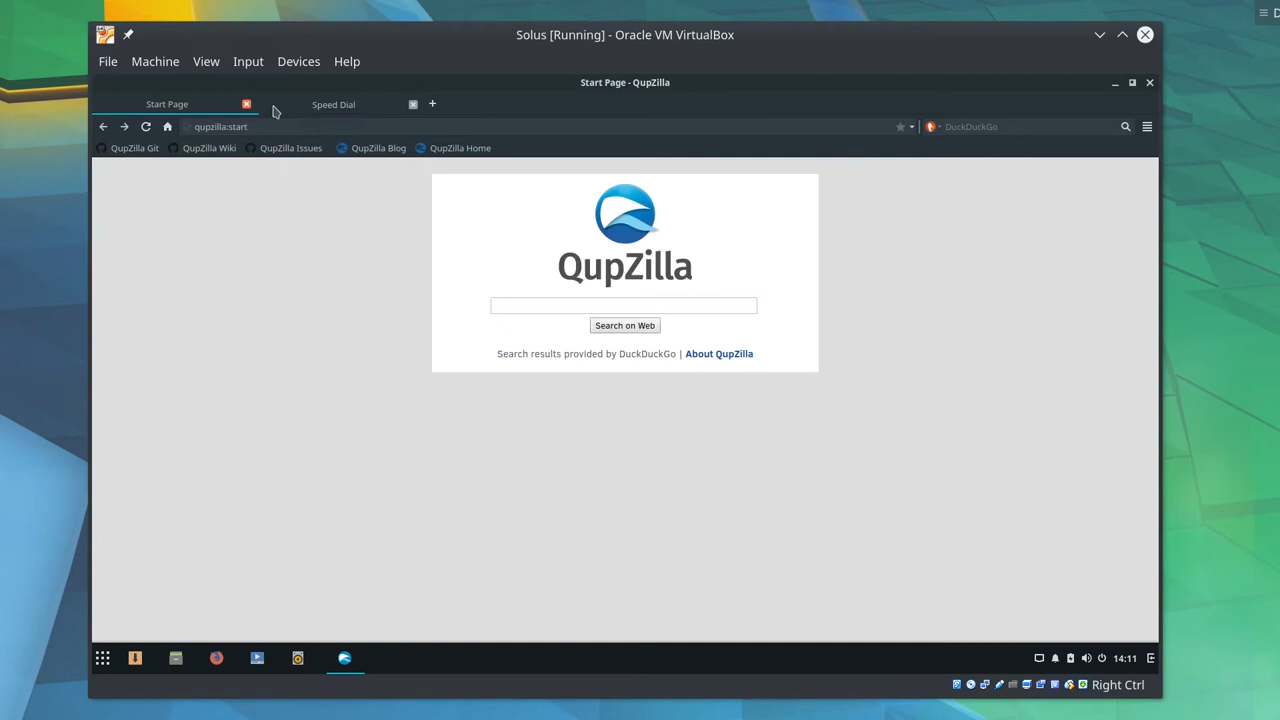 D
Solus [Running] - Oracle VM VirtualBox
File Machine View Input Devices Help
Start Page - QupZilla
Start Page Speed Dial
qupzilla:start DuckDuckGo
QupZilla Git QupZilla Wiki QupZilla Issues QupZilla Blog QupZilla Home
QupZilla
Search on Web
Search results provided by DuckDuckGo | About QupZilla
14:11
Right Ctrl